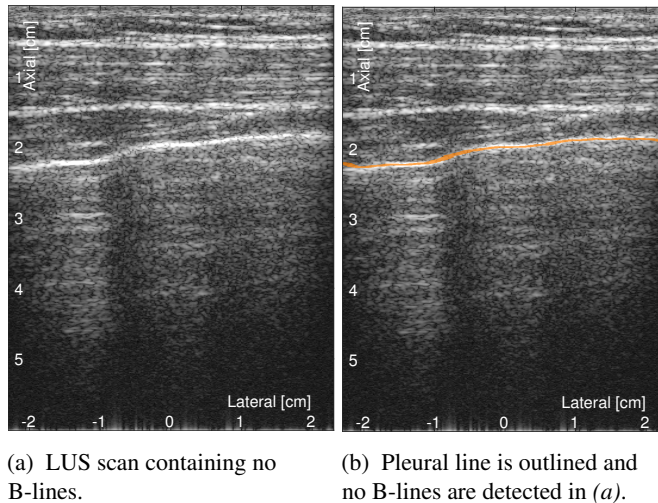 Axial [cm]
1
2
3
4
5
Lateral [cm]
-2 -1 0 1 2
Axial [cm]
1
2
3
4
5
Lateral [cm]
-2 -1 0 1 2
(a) LUS scan containing no
B-lines.
(b) Pleural line is outlined and
no B-lines are detected in (a).